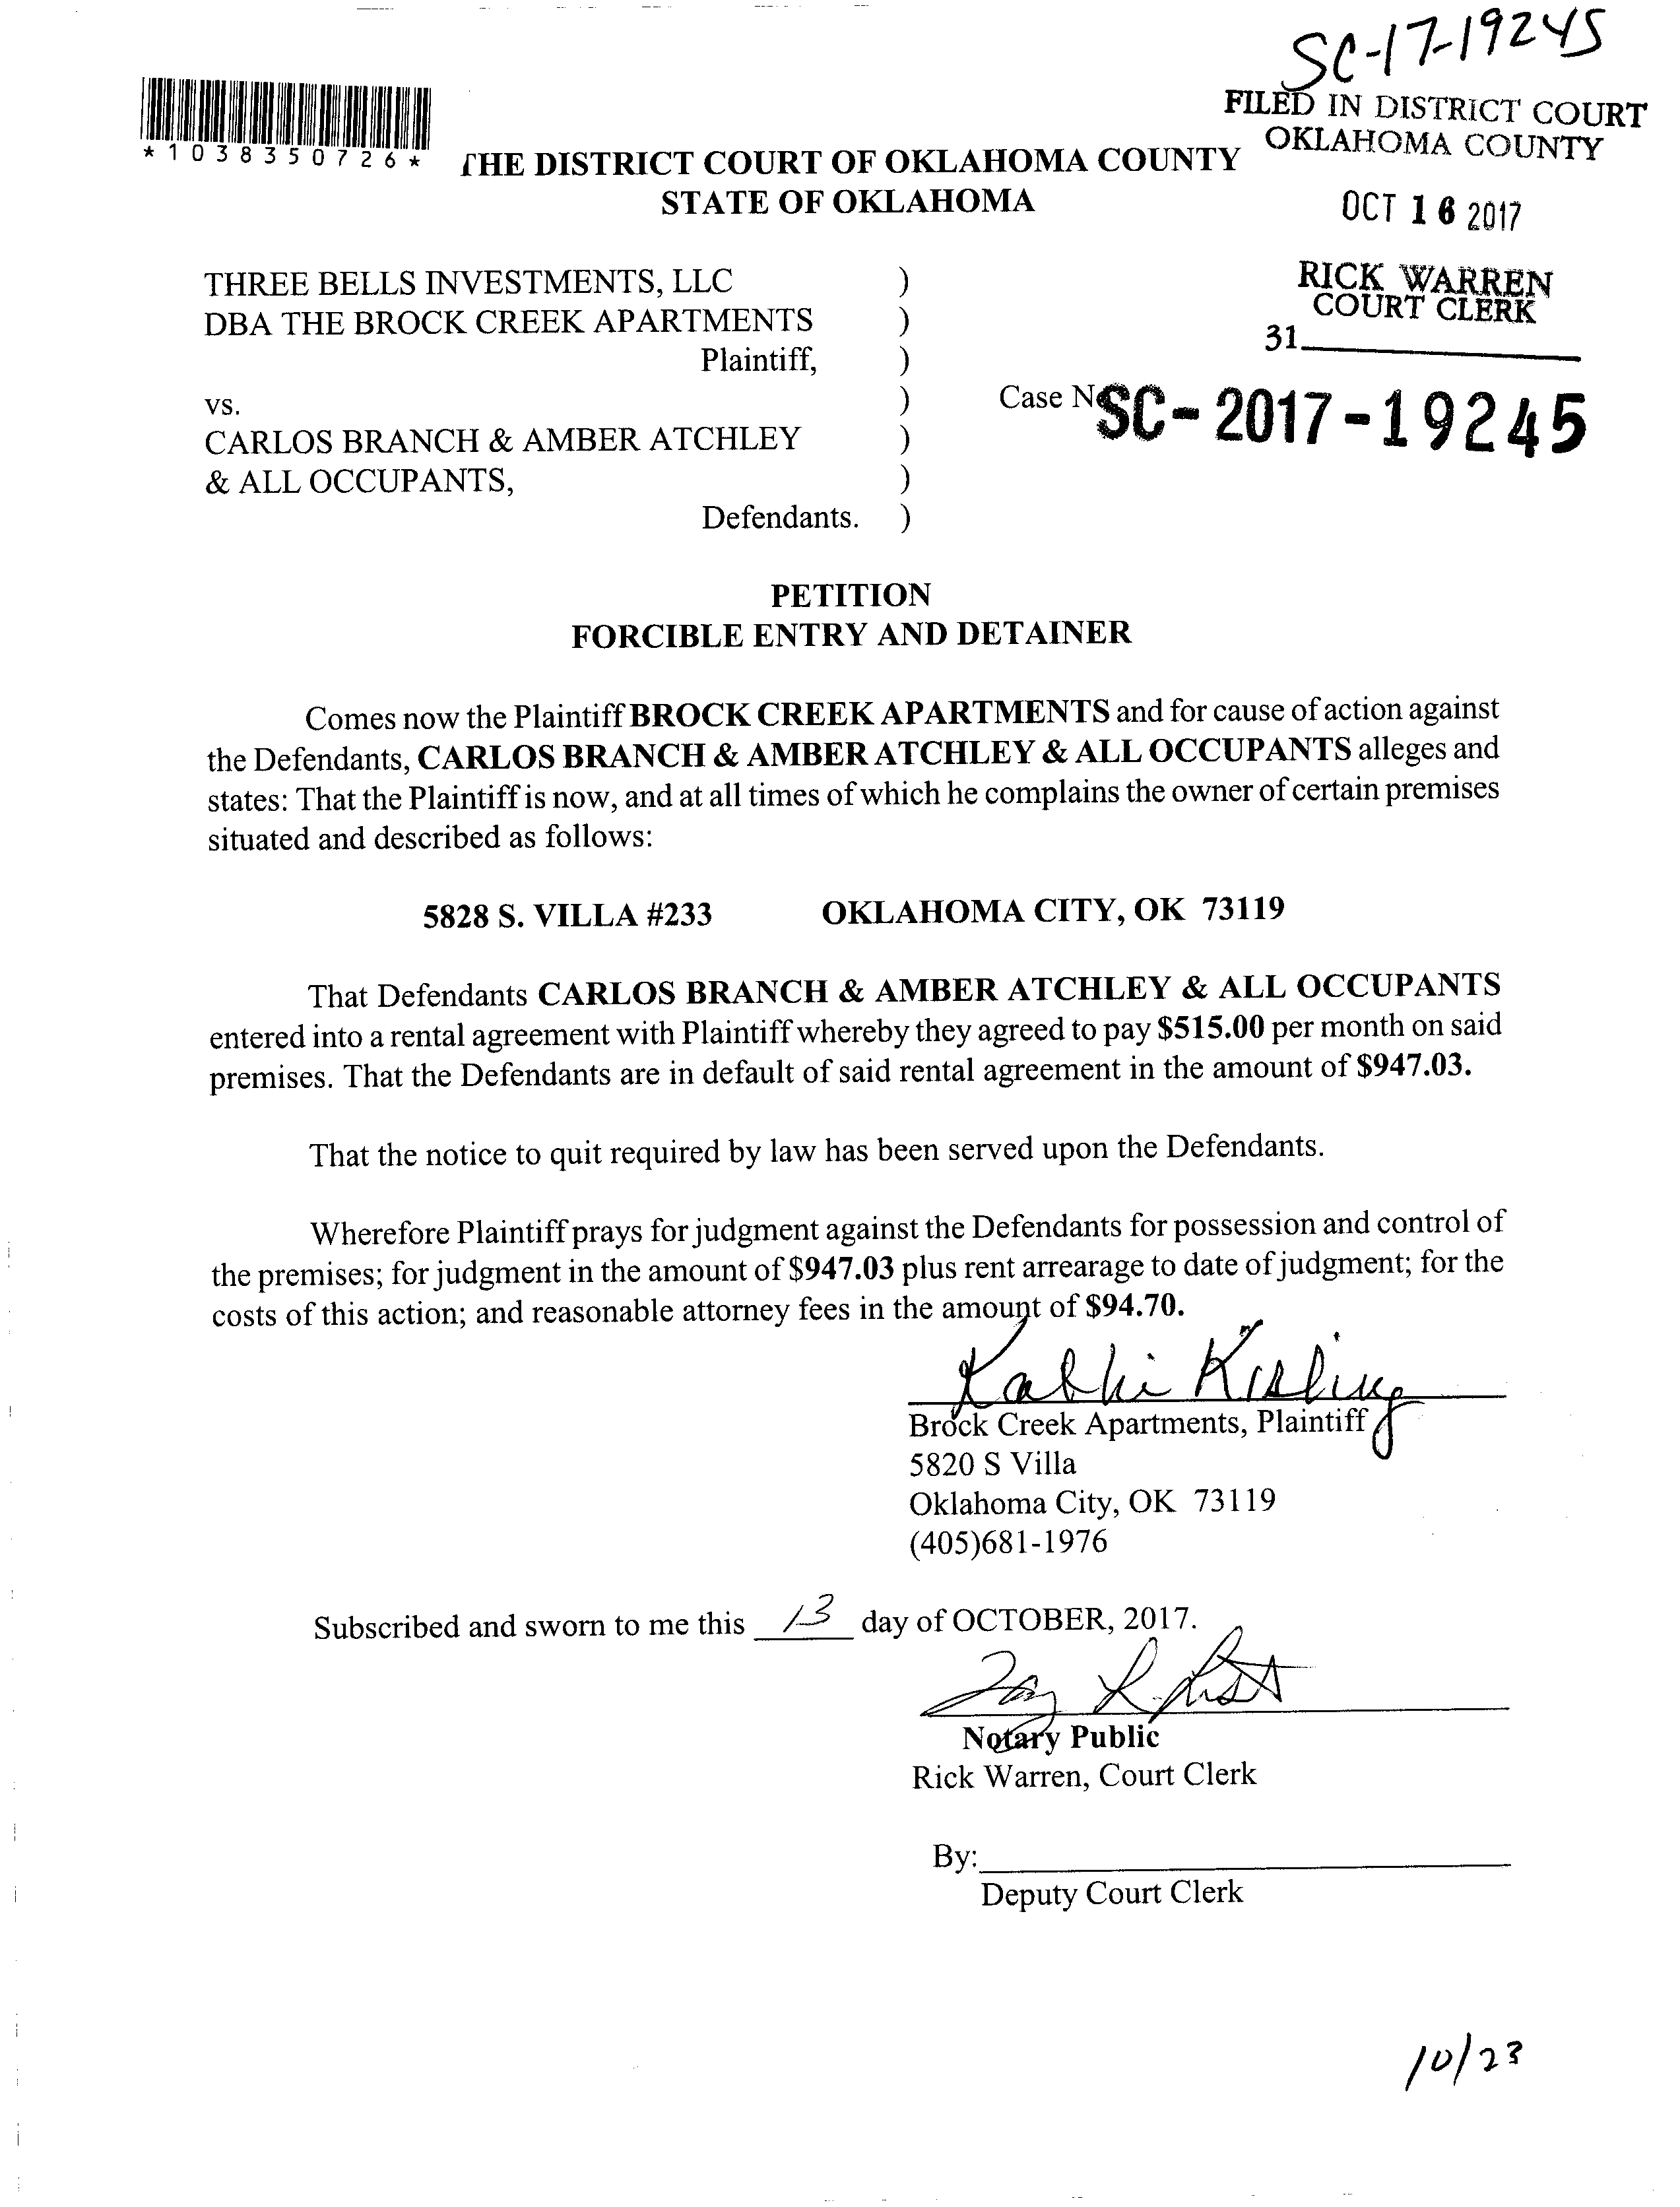 SC-17-19245
FILED IN DISTRICT COURT
OKLAHOMA COUNTY
*1038350726*
THE DISTRICT COURT OF OKLAHOMA COUNTY
STATE OF OKLAHOMA
OCT 16 2017
RICK WARREN
COURT CLERK
31
THREE BELLS INVESTMENTS, LLC )
DBA THE BROCK CREEK APARTMENTS )
Plaintiff, )
vs. )
Case N SC-2017-19245
CARLOS BRANCH & AMBER ATCHLEY )
& ALL OCCUPANTS, )
Defendants. )
PETITION
FORCIBLE ENTRY AND DETAINER
Comes now the Plaintiff BROCK CREEK APARTMENTS and for cause of action against
the Defendants, CARLOS BRANCH & AMBER ATCHLEY & ALL OCCUPANTS alleges and
states: That the Plaintiff is now, and at all times of which he complains the owner of certain premises
situated and described as follows:
5828 S. VILLA #233 OKLAHOMA CITY, OK 73119
That Defendants CARLOS BRANCH & AMBER ATCHLEY & ALL OCCUPANTS
entered into a rental agreement with Plaintiff whereby they agreed to pay $515.00 per month on said
premises. That the Defendants are in default of said rental agreement in the amount of $947.03.
That the notice to quit required by law has been served upon the Defendants.
Wherefore Plaintiff prays for judgment against the Defendants for possession and control of
the premises; for judgment in the amount of $947.03 plus rent arrearage to date of judgment; for the
costs of this action; and reasonable attorney fees in the amount of $94.70.
Kathi Kisling
Brock Creek Apartments, Plaintiff
5820 S Villa
Oklahoma City, OK 73119
(405)681-1976
Subscribed and sworn to me this 13 day of OCTOBER, 2017.
Notary Public
Rick Warren, Court Clerk
By:
Deputy Court Clerk
10/23